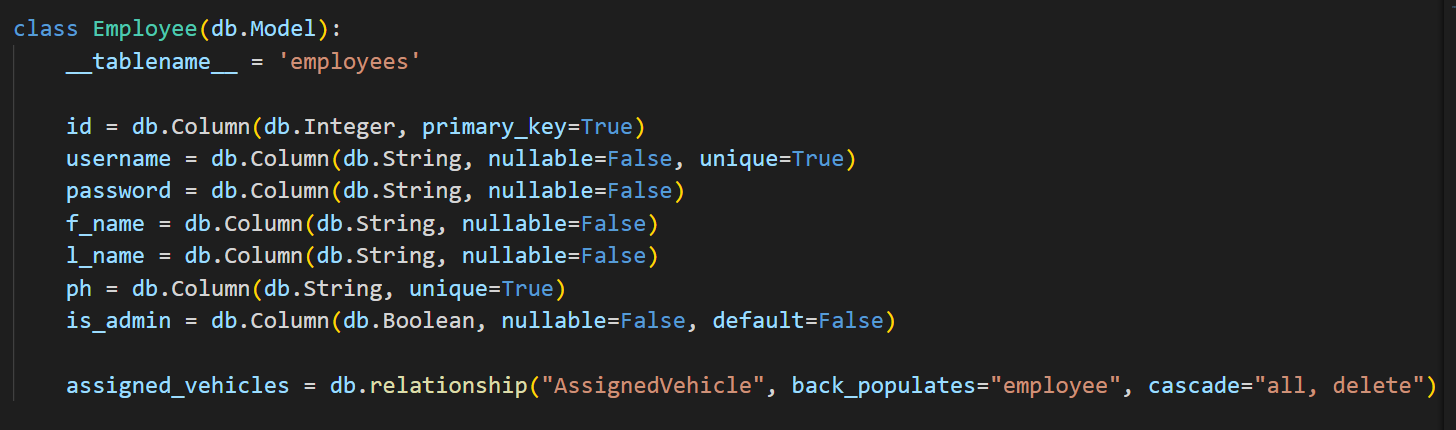 class Employee(db.Model):
    __tablename__ = 'employees'
    id = db.Column(db.Integer, primary_key=True)
    username = db.Column(db.String, nullable=False, unique=True)
    password = db.Column(db.String, nullable=False)
    f_name = db.Column(db.String, nullable=False)
    l_name = db.Column(db.String, nullable=False)
    ph = db.Column(db.String, unique=True)
    is_admin = db.Column(db.Boolean, nullable=False, default=False)
    assigned_vehicles = db.relationship("AssignedVehicle", back_populates="employee", cascade="all, delete")